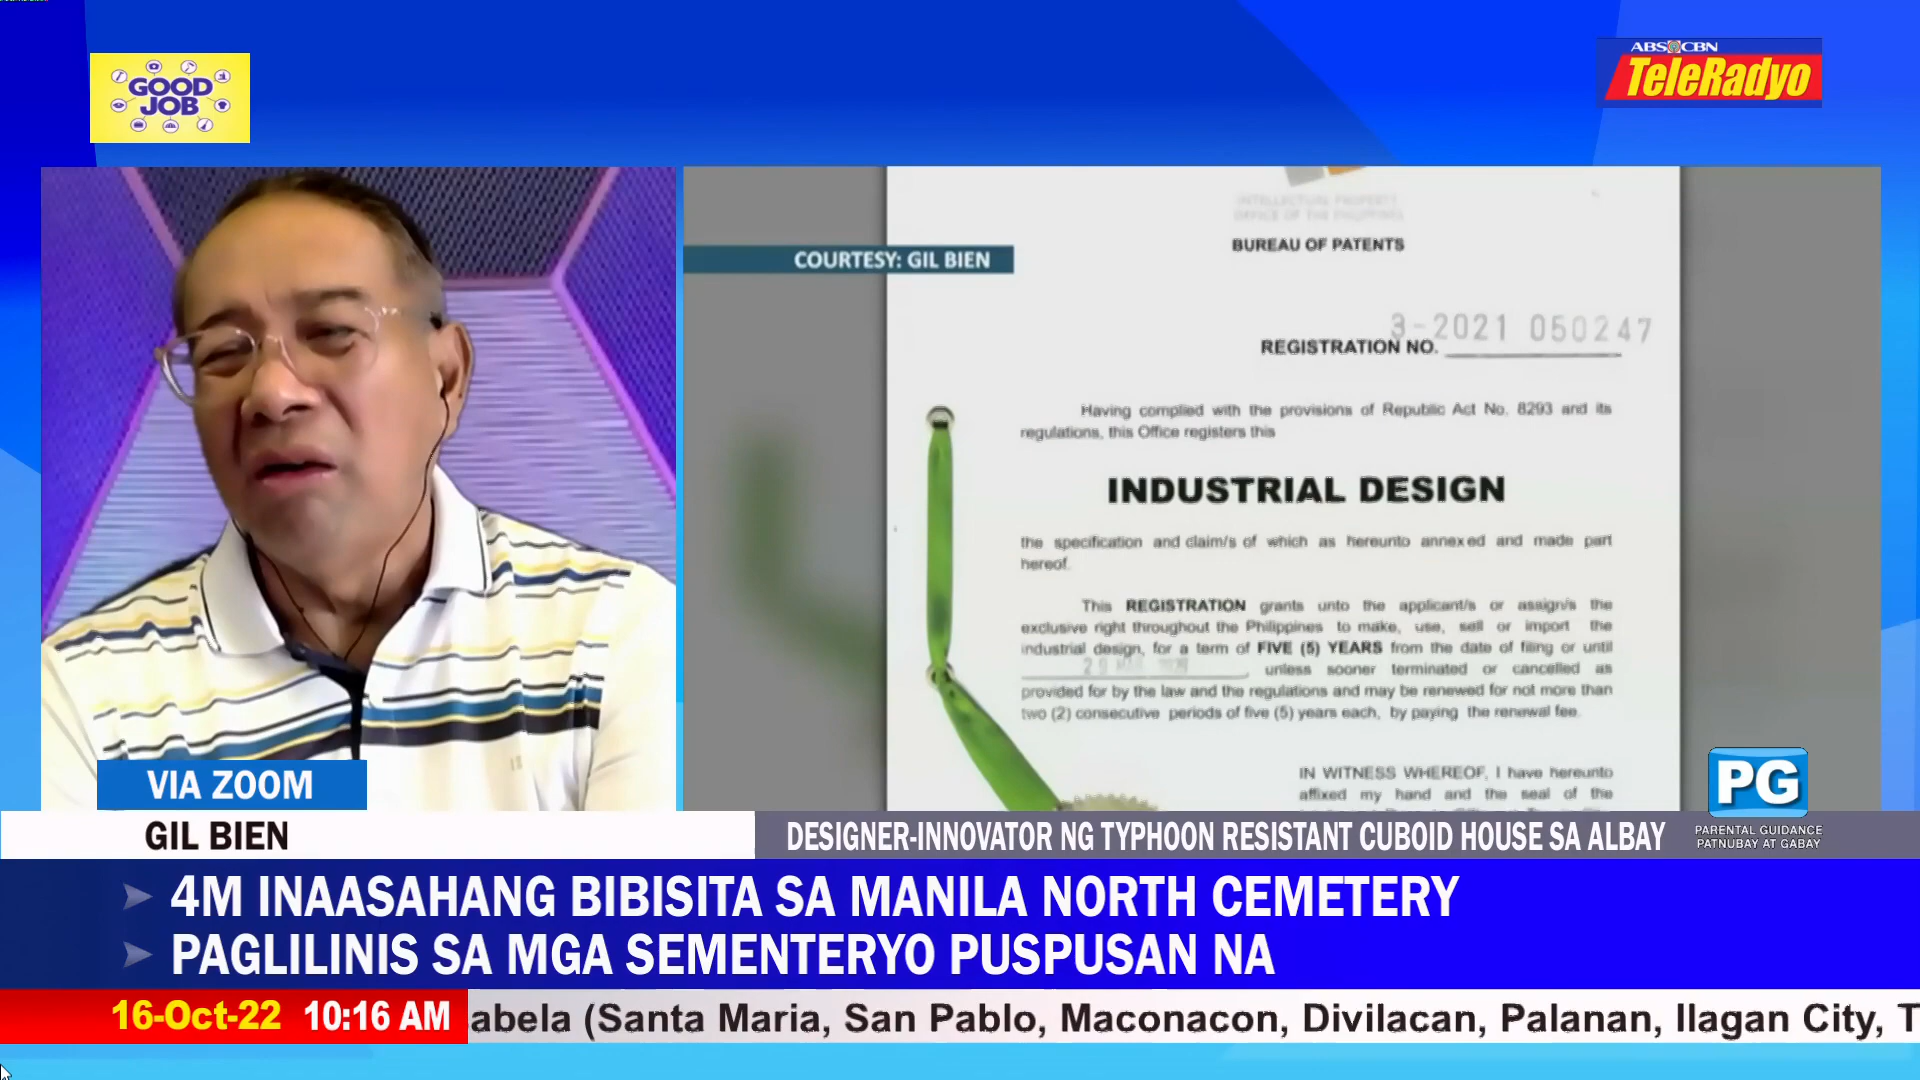 GOOD
JOB
ABS CBN
TeleRadyo
COURTESY: GIL BIEN
INTELLECTUAL PROPERTY
OFFICE OF THE PHILIPPINES
BUREAU OF PATENTS
3-2021 050247
REGISTRATION NO.
Having complied with the provisions of Republic Act No. 8293 and its
regulations, this Office registers this
INDUSTRIAL DESIGN
the specification and claim/s of which as hereunto annexed and made part
hereof.
This REGISTRATION grants unto the applicant/s or assign/s the
exclusive right throughout the Philippines to make, use, sell or import the
industrial design, for a term of FIVE (5) YEARS from the date of filing or until
unless sooner terminated or cancelled as
provided for by the law and the regulations and may be renewed for not more than
two (2) consecutive periods of five (5) years each, by paying the renewal fee.
IN WITNESS WHEREOF, I have hereunto
affixed my hand and the seal of the
VIA ZOOM
GIL BIEN
DESIGNER-INNOVATOR NG TYPHOON RESISTANT CUBOID HOUSE SA ALBAY
PG
PARENTAL GUIDANCE
PATNUBAY AT GABAY
4M INAASAHANG BIBISITA SA MANILA NORTH CEMETERY
PAGLILINIS SA MGA SEMENTERYO PUSPUSAN NA
16-Oct-22 10:16 AM abela (Santa Maria, San Pablo, Maconacon, Divilacan, Palanan, Ilagan City, T